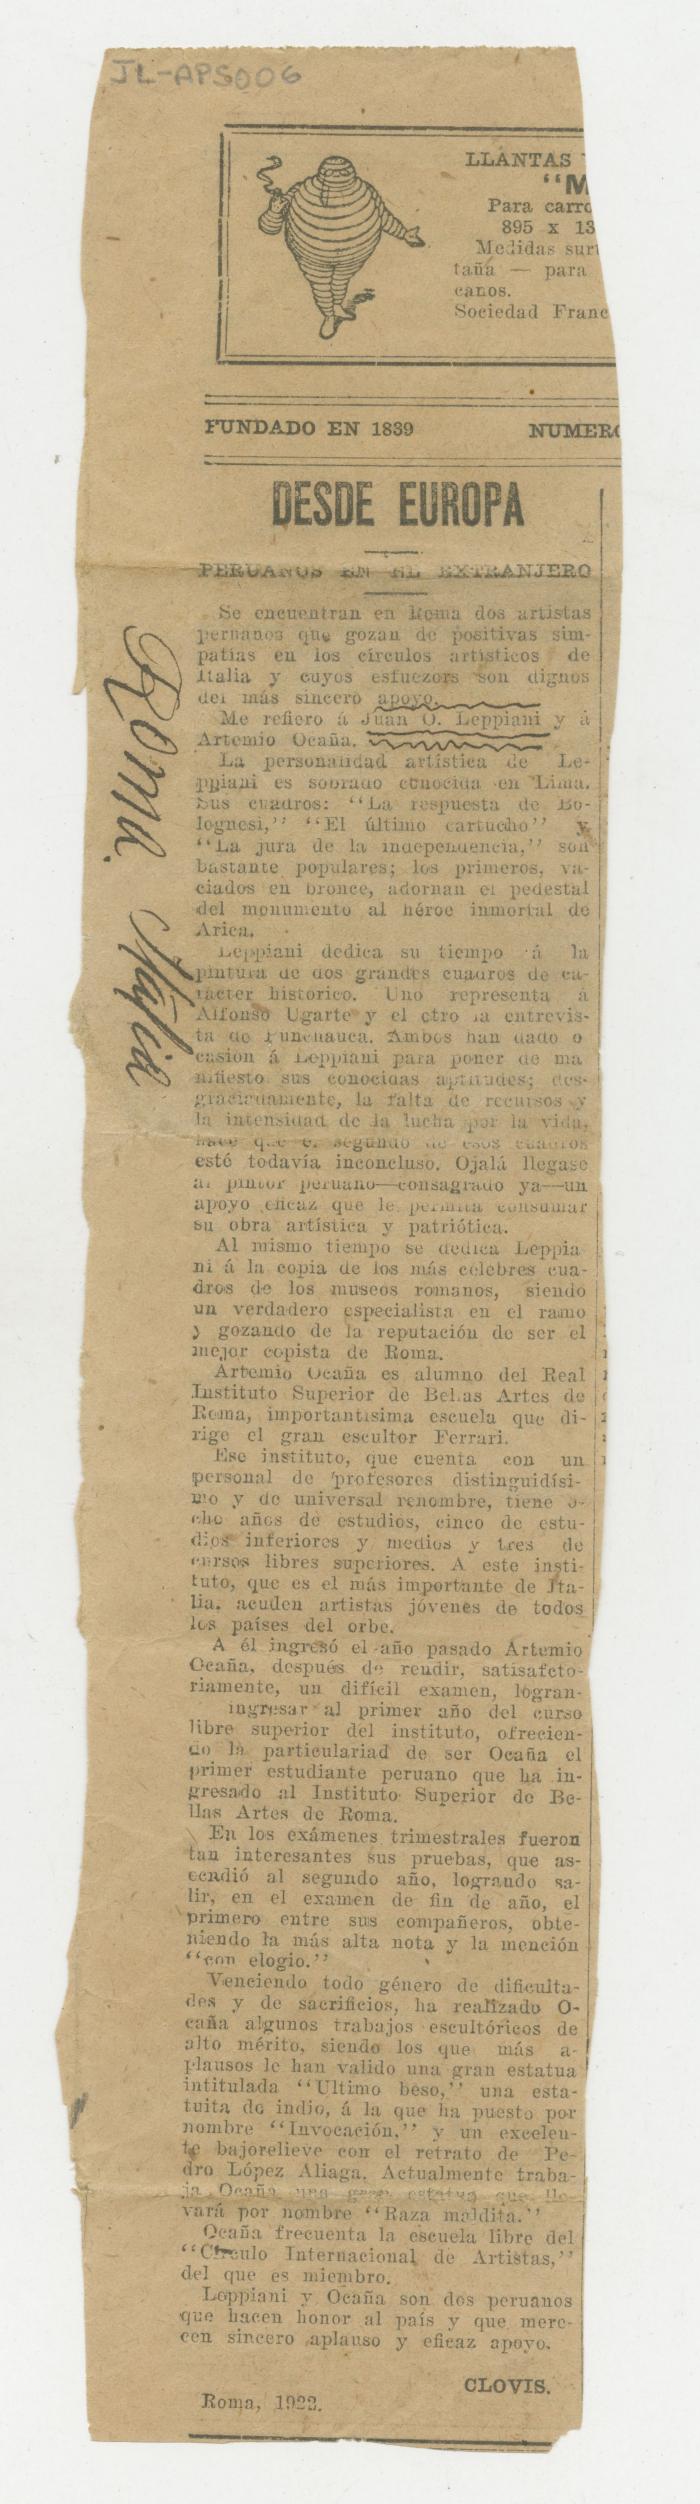 JL-APS006
LLANTAS
"M
Para carro
895 x 13
Medidas surt
taña — para
canos.
Sociedad Franc
FUNDADO EN 1839 NUMERO
DESDE EUROPA
PERUANOS EN EL EXTRANJERO
Roma. Italia
Se encuentran en Roma dos artistas
peruanos que gozan de positivas sim-
patías en los círculos artísticos de
Italia y cuyos esfuezors son dignos
del más sincero apoyo.
Me refiero á Juan O. Leppiani y á
Artemio Ocaña.
La personalidad artística de Le-
ppiani es sobrado conocida en Lima.
Sus cuadros: "La respuesta de Bo-
lognesi," "El último cartucho" y
"La jura de la independencia," son
bastante populares; los primeros, va-
ciados en bronce, adornan el pedestal
del monumento al héroe inmortal de
Arica.
Leppiani dedica su tiempo á la
pintura de dos grandes cuadros de ca-
rácter historico. Uno representa á
Alfonso Ugarte y el otro la entrevis-
ta de Punchauca. Ambos han dado o
casión á Leppiani para poner de ma
nifiesto sus conocidas aptitudes; des-
graciadamente, la falta de recursos y
la intensidad de la lucha por la vida,
hace que el segundo de esos cuadros
esté todavía inconcluso. Ojalá llegase
al pintor peruano—consagrado ya—un
apoyo eficaz que le permita consumar
su obra artística y patriótica.
Al mismo tiempo se dedica Leppia
ni á la copia de los más célebres cua-
dros de los museos romanos, siendo
un verdadero especialista en el ramo
y gozando de la reputación de ser el
mejor copista de Roma.
Artemio Ocaña es alumno del Real
Instituto Superior de Bellas Artes de
Roma, importantísima escuela que di-
rige el gran escultor Ferrari.
Ese instituto, que cuenta con un
personal de profesores distinguidísi-
mo y de universal renombre, tiene o-
cho años de estudios, cinco de estu-
dios inferiores y medios y tres de
cursos libres superiores. A este insti-
tuto, que es el más importante de Ita-
lia, acuden artistas jóvenes de todos
los países del orbe.
A él ingresó el año pasado Artemio
Ocaña, después de rendir, satisafcto-
riamente, un difícil examen, logran-
ingresar al primer año del curso
libre superior del instituto, ofrecien-
do la particulariad de ser Ocaña el
primer estudiante peruano que ha in-
gresado al Instituto Superior de Be-
llas Artes de Roma.
En los exámenes trimestrales fueron
tan interesantes sus pruebas, que as-
cendió al segundo año, logrando sa-
lir, en el examen de fin de año, el
primero entre sus compañeros, obte-
niendo la más alta nota y la mención
"con elogio."
Venciendo todo género de dificulta-
des y de sacrificios, ha realizado O-
caña algunos trabajos escultóricos de
alto mérito, siendo los que más a-
plausos le han valido una gran estatua
intitulada "Ultimo beso," una esta-
tuita de indio, á la que ha puesto por
nombre "Invocación," y un excelen-
te bajorelieve con el retrato de Pe-
dro López Aliaga. Actualmente traba-
ja Ocaña una gran estatua que lle-
vará por nombre "Raza maldita."
Ocaña frecuenta la escuela libre del
"Círculo Internacional de Artistas,"
del que es miembro.
Leppiani y Ocaña son dos peruanos
que hacen honor al país y que mere-
cen sincero aplauso y eficaz apoyo.
CLOVIS.
Roma, 1922.